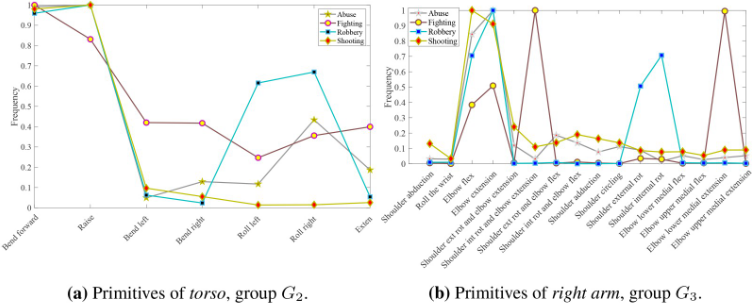 1
0.9
0.8
0.7
0.6
0.5
0.4
0.3
0.2
0.1
0
Frequency
Abuse
Fighting
Robbery
Shooting
Bend forward
Raise
Bend left
Bend right
Roll left
Roll right
Exten
(a) Primitives of torso, group G2.
1
0.9
0.8
0.7
0.6
0.5
0.4
0.3
0.2
0.1
0
Frequency
Abuse
Fighting
Robbery
Shooting
Shoulder abduction
Roll the wrist
Elbow flex
Elbow extension
Shoulder ext rot and elbow extension
Shoulder int rot and elbow extension
Shoulder ext rot and elbow flex
Shoulder int rot and elbow flex
Shoulder adduction
Shoulder circling
Shoulder external rot
Shoulder internal rot
Elbow lower medial flex
Elbow upper medial flex
Elbow lower medial extension
Elbow upper medial extension
(b) Primitives of right arm, group G3.